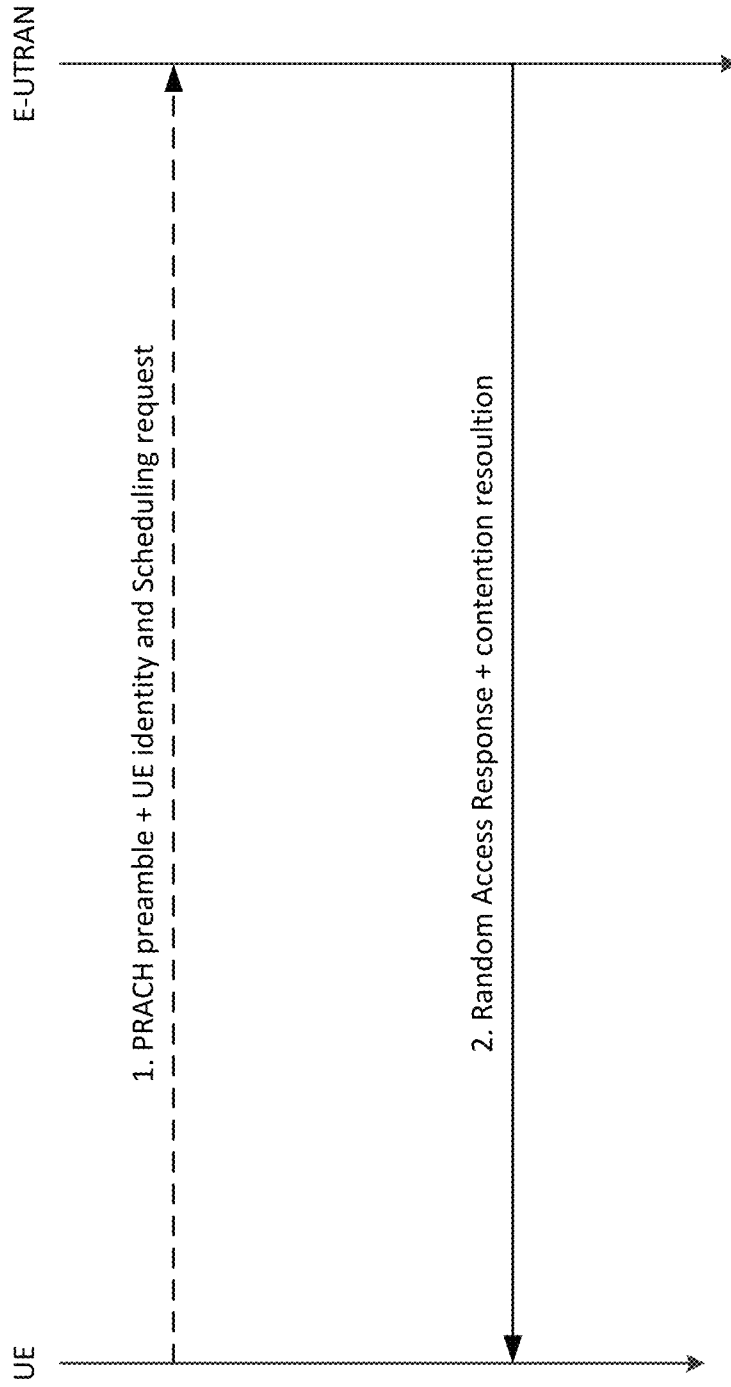 UE
E-UTRAN
1. PRACH preamble + UE identity and Scheduling request
2. Random Access Response + contention resoultion